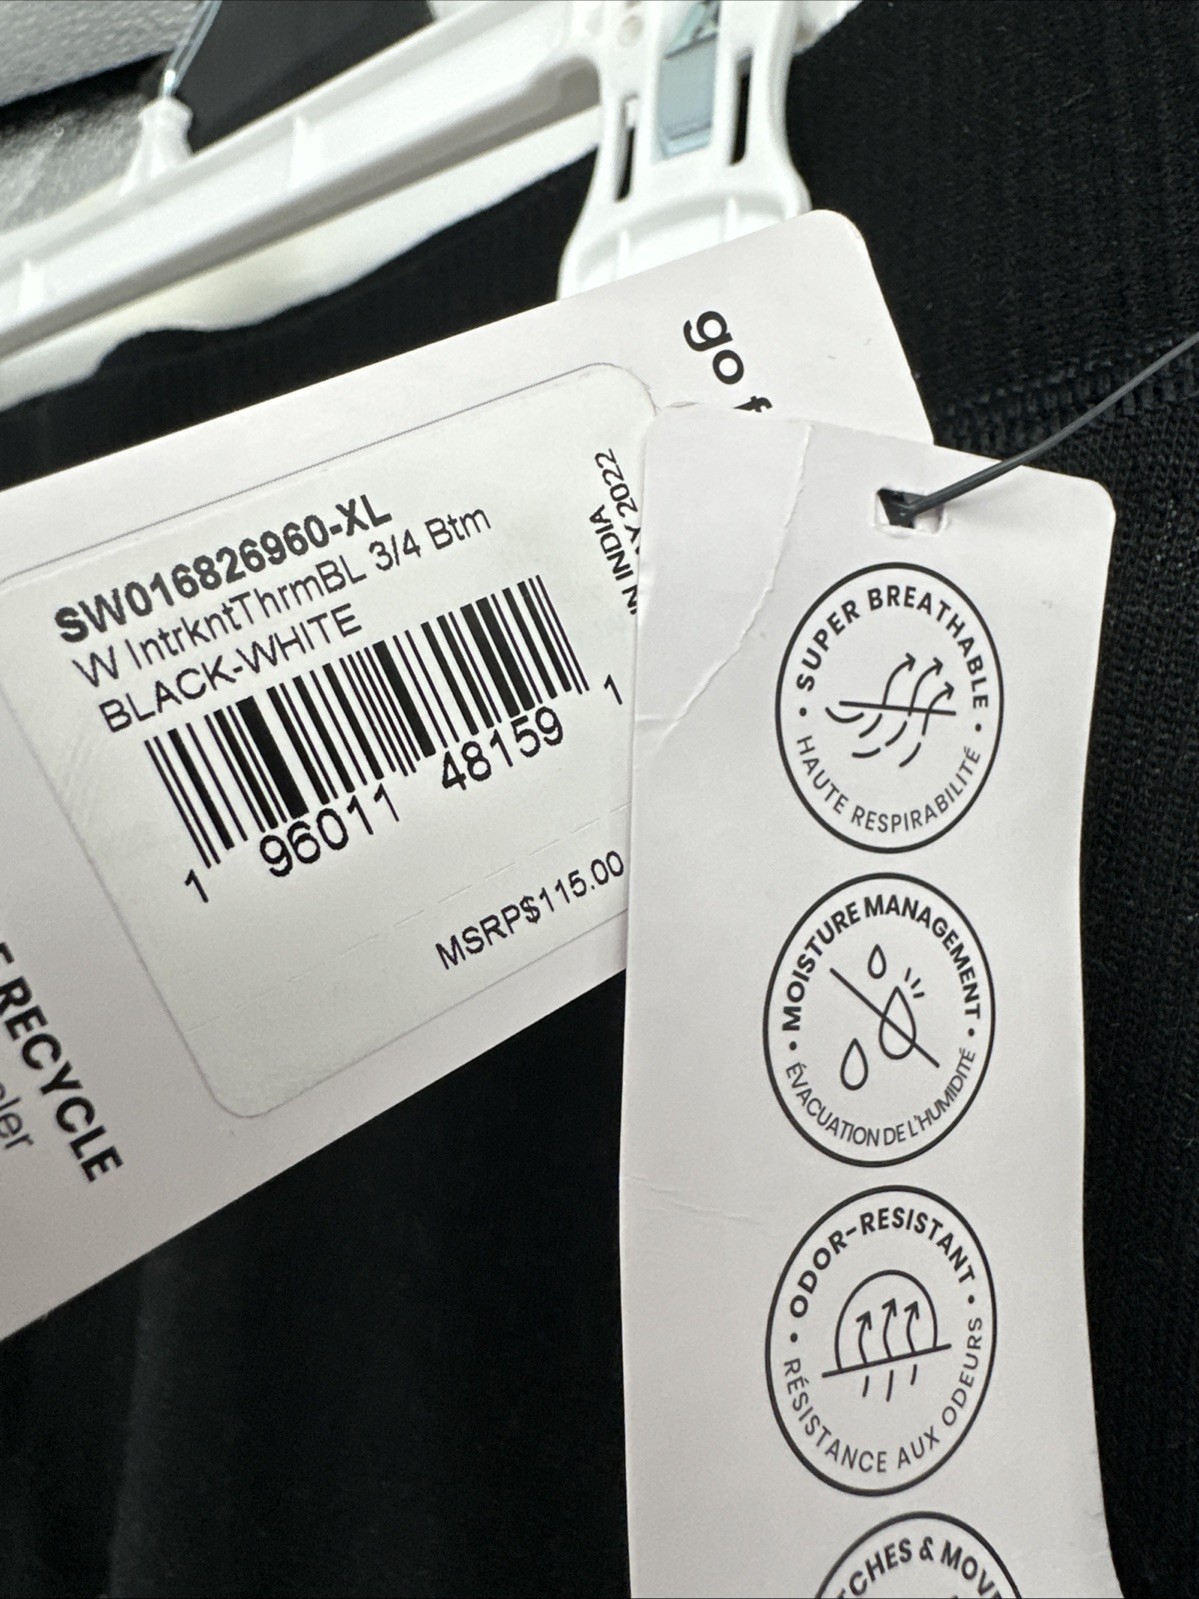 go
SW016826960-XL
W IntrkntThrmBL 3/4 Btm
BLACK-WHITE
1 96011 48159 1
MSRP$115.00
IN INDIA
2022
RECYCLE
SUPER BREATHABLE
HAUTE RESPIRABILITÉ
MOISTURE MANAGEMENT
ÉVACUATION DE L'HUMIDITÉ
ODOR-RESISTANT
RÉSISTANCE AUX ODEURS
&